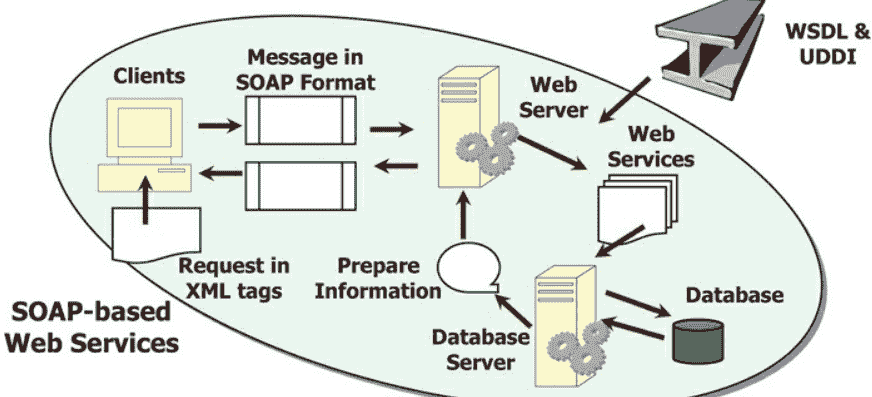 WSDL &
UDDI
Message in
SOAP Format
Clients
Web
Server
Web
Services
Request in
XML tags
Prepare
Information
SOAP-based
Web Services
Database
Database
Server